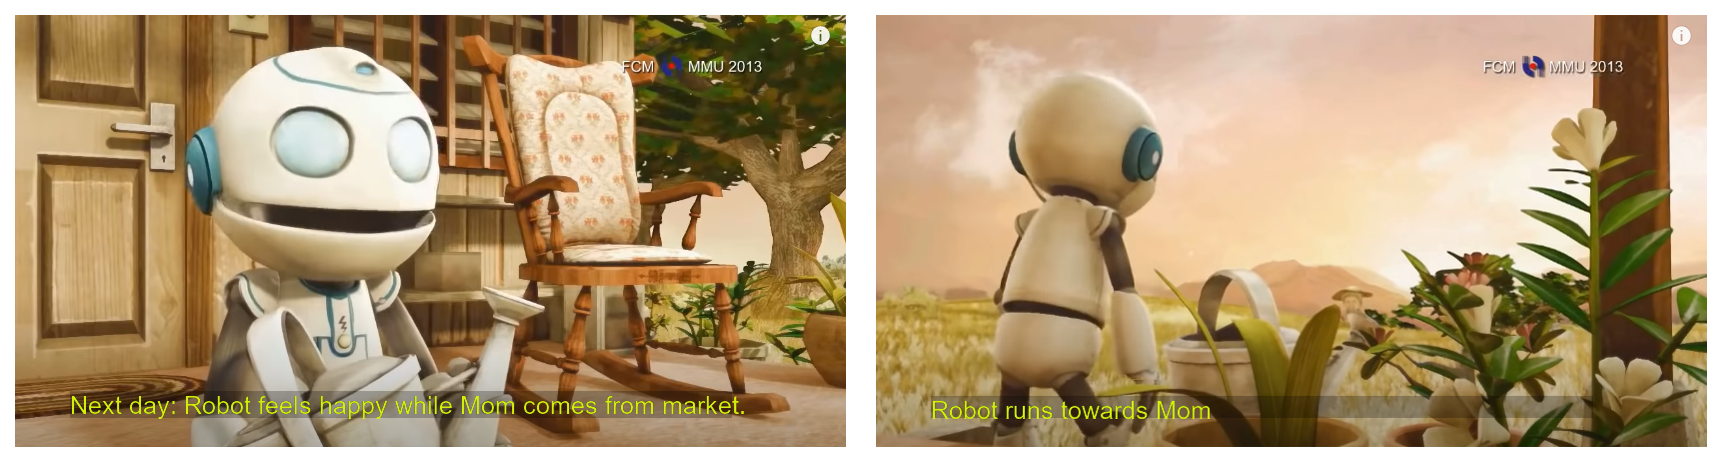 FCM MMU 2013
Next day: Robot feels happy while Mom comes from market.
FCM MMU 2013
Robot runs towards Mom